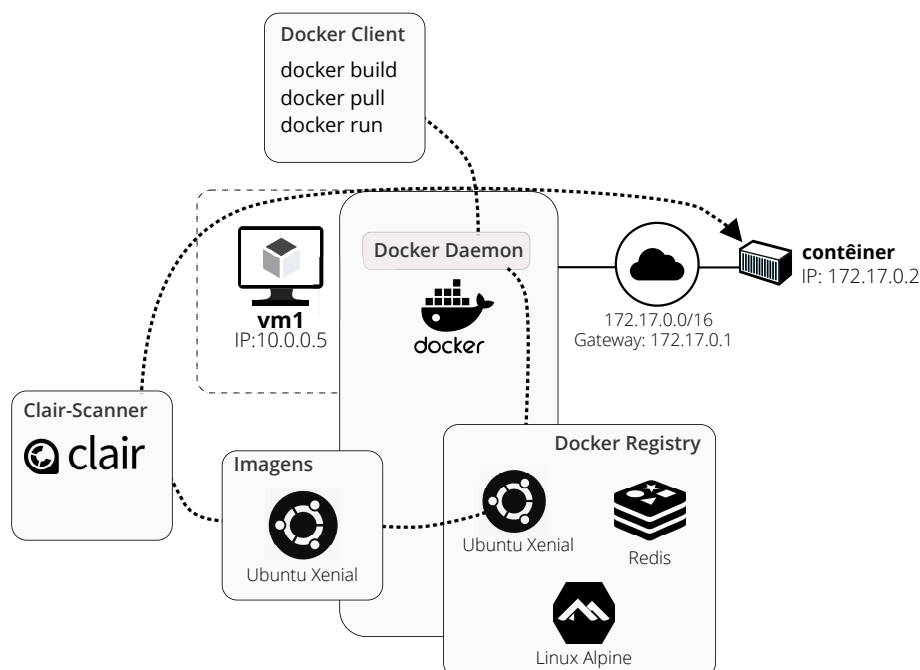 Docker Client
docker build
docker pull
docker run
Docker Daemon
docker
vm1
IP:10.0.0.5
contêiner
IP: 172.17.0.2
172.17.0.0/16
Gateway: 172.17.0.1
Clair-Scanner
clair
Imagens
Ubuntu Xenial
Docker Registry
Ubuntu Xenial
Redis
Linux Alpine